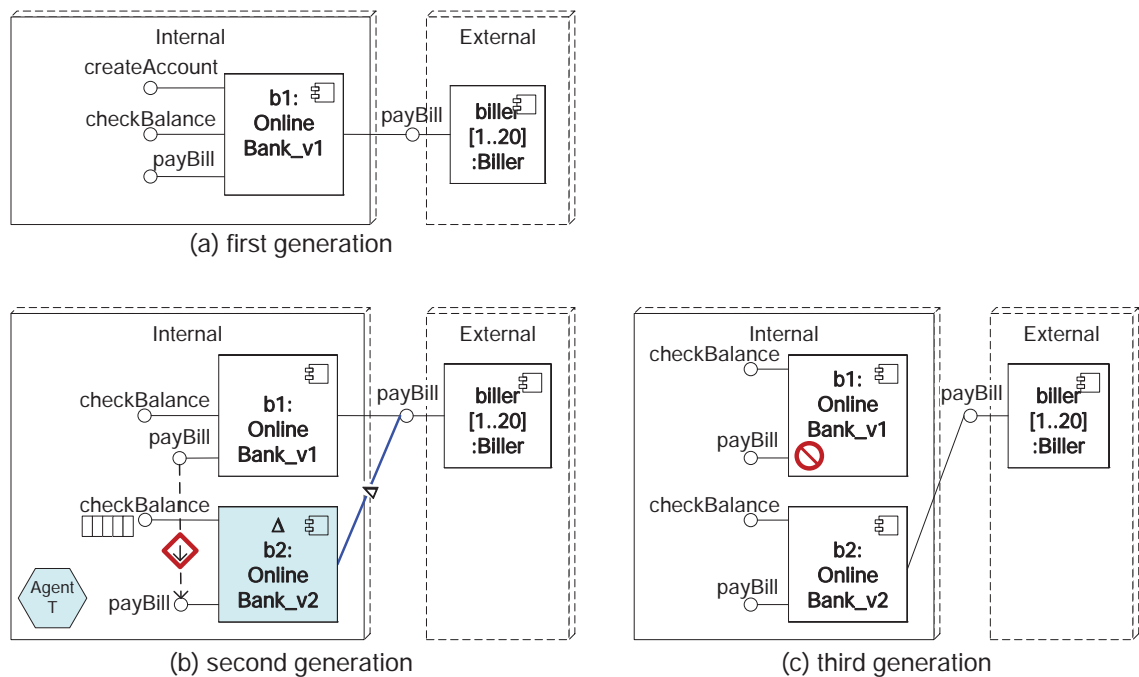 Internal
External
createAccount
b1:
Online
Bank_v1
checkBalance
payBill
payBill
biller
[1..20]
:Biller
(a) first generation
Internal
External
b1:
Online
Bank_v1
checkBalance
payBill
payBill
biller
[1..20]
:Biller
checkBalance
Δ
b2:
Online
Bank_v2
Δ
Agent
T
payBill
(b) second generation
Internal
External
checkBalance
b1:
Online
Bank_v1
payBill
payBill
biller
[1..20]
:Biller
checkBalance
b2:
Online
Bank_v2
payBill
(c) third generation